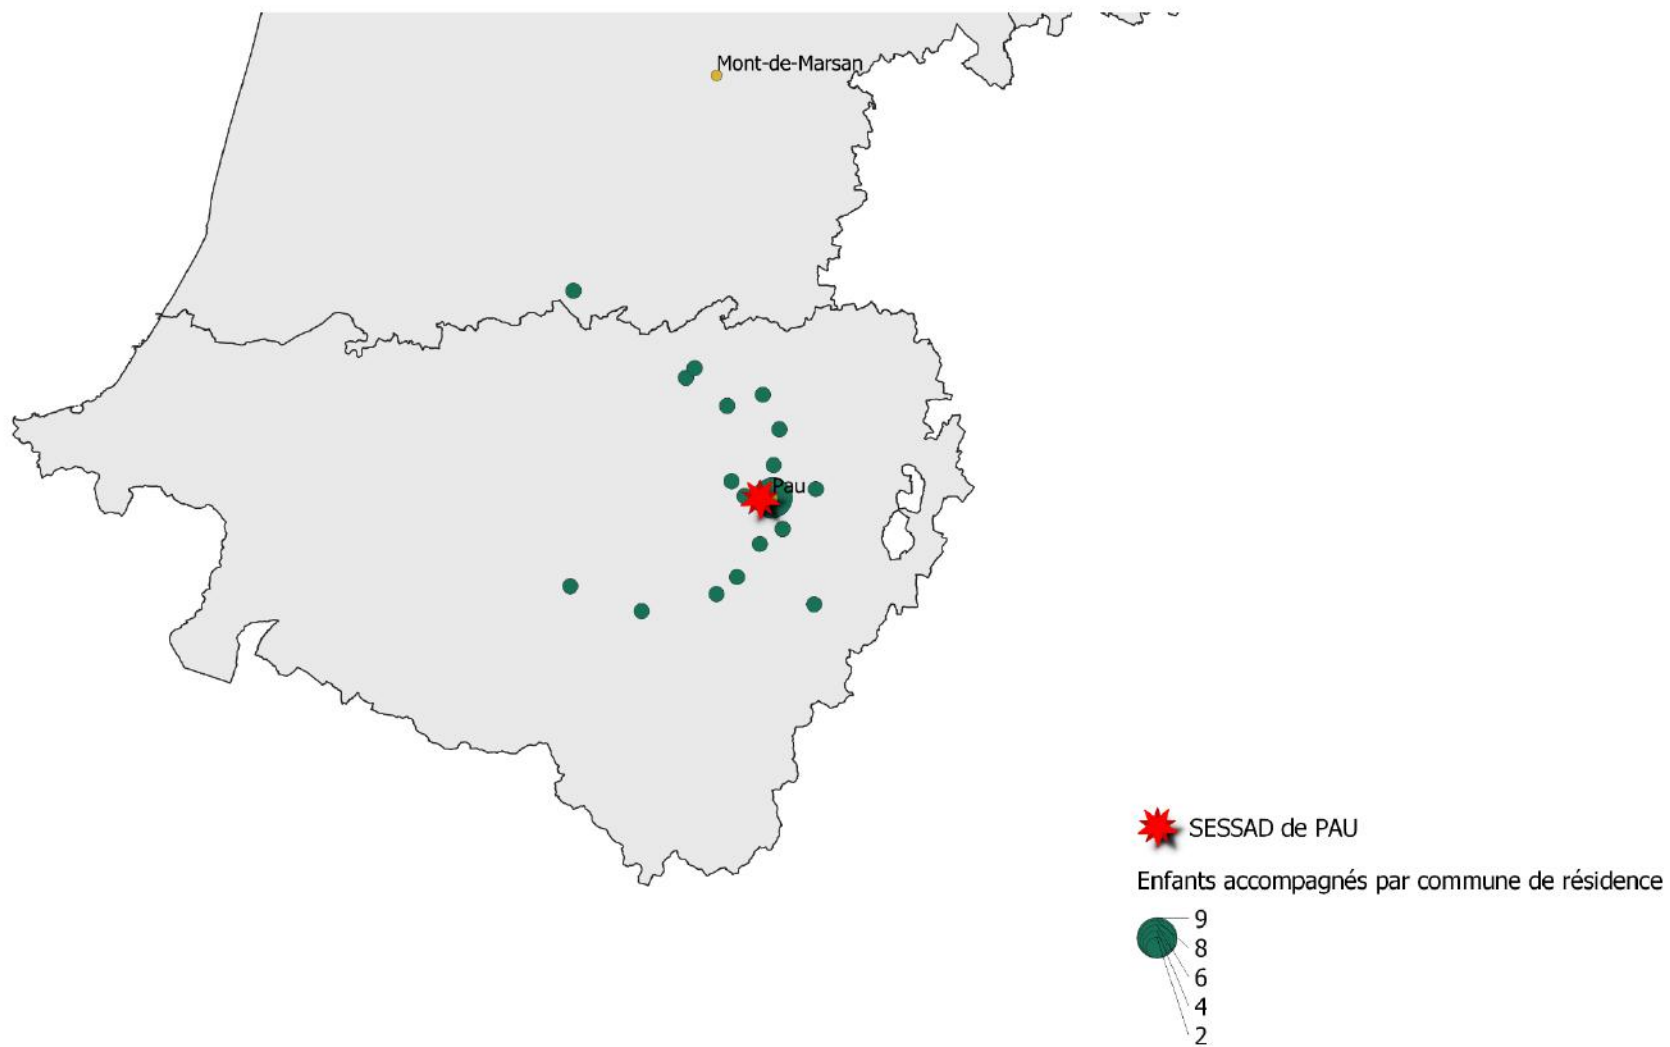 Mont-de-Marsan
Pau
SESSAD de PAU
Enfants accompagnés par commune de résidence
9
8
6
4
2